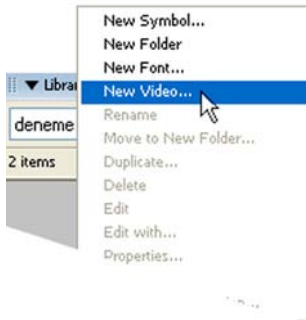 New Symbol...
New Folder
New Font...
New Video...
Rename
Move to New Folder...
Duplicate...
Delete
Edit
Edit with...
Properties...
deneme
2 items